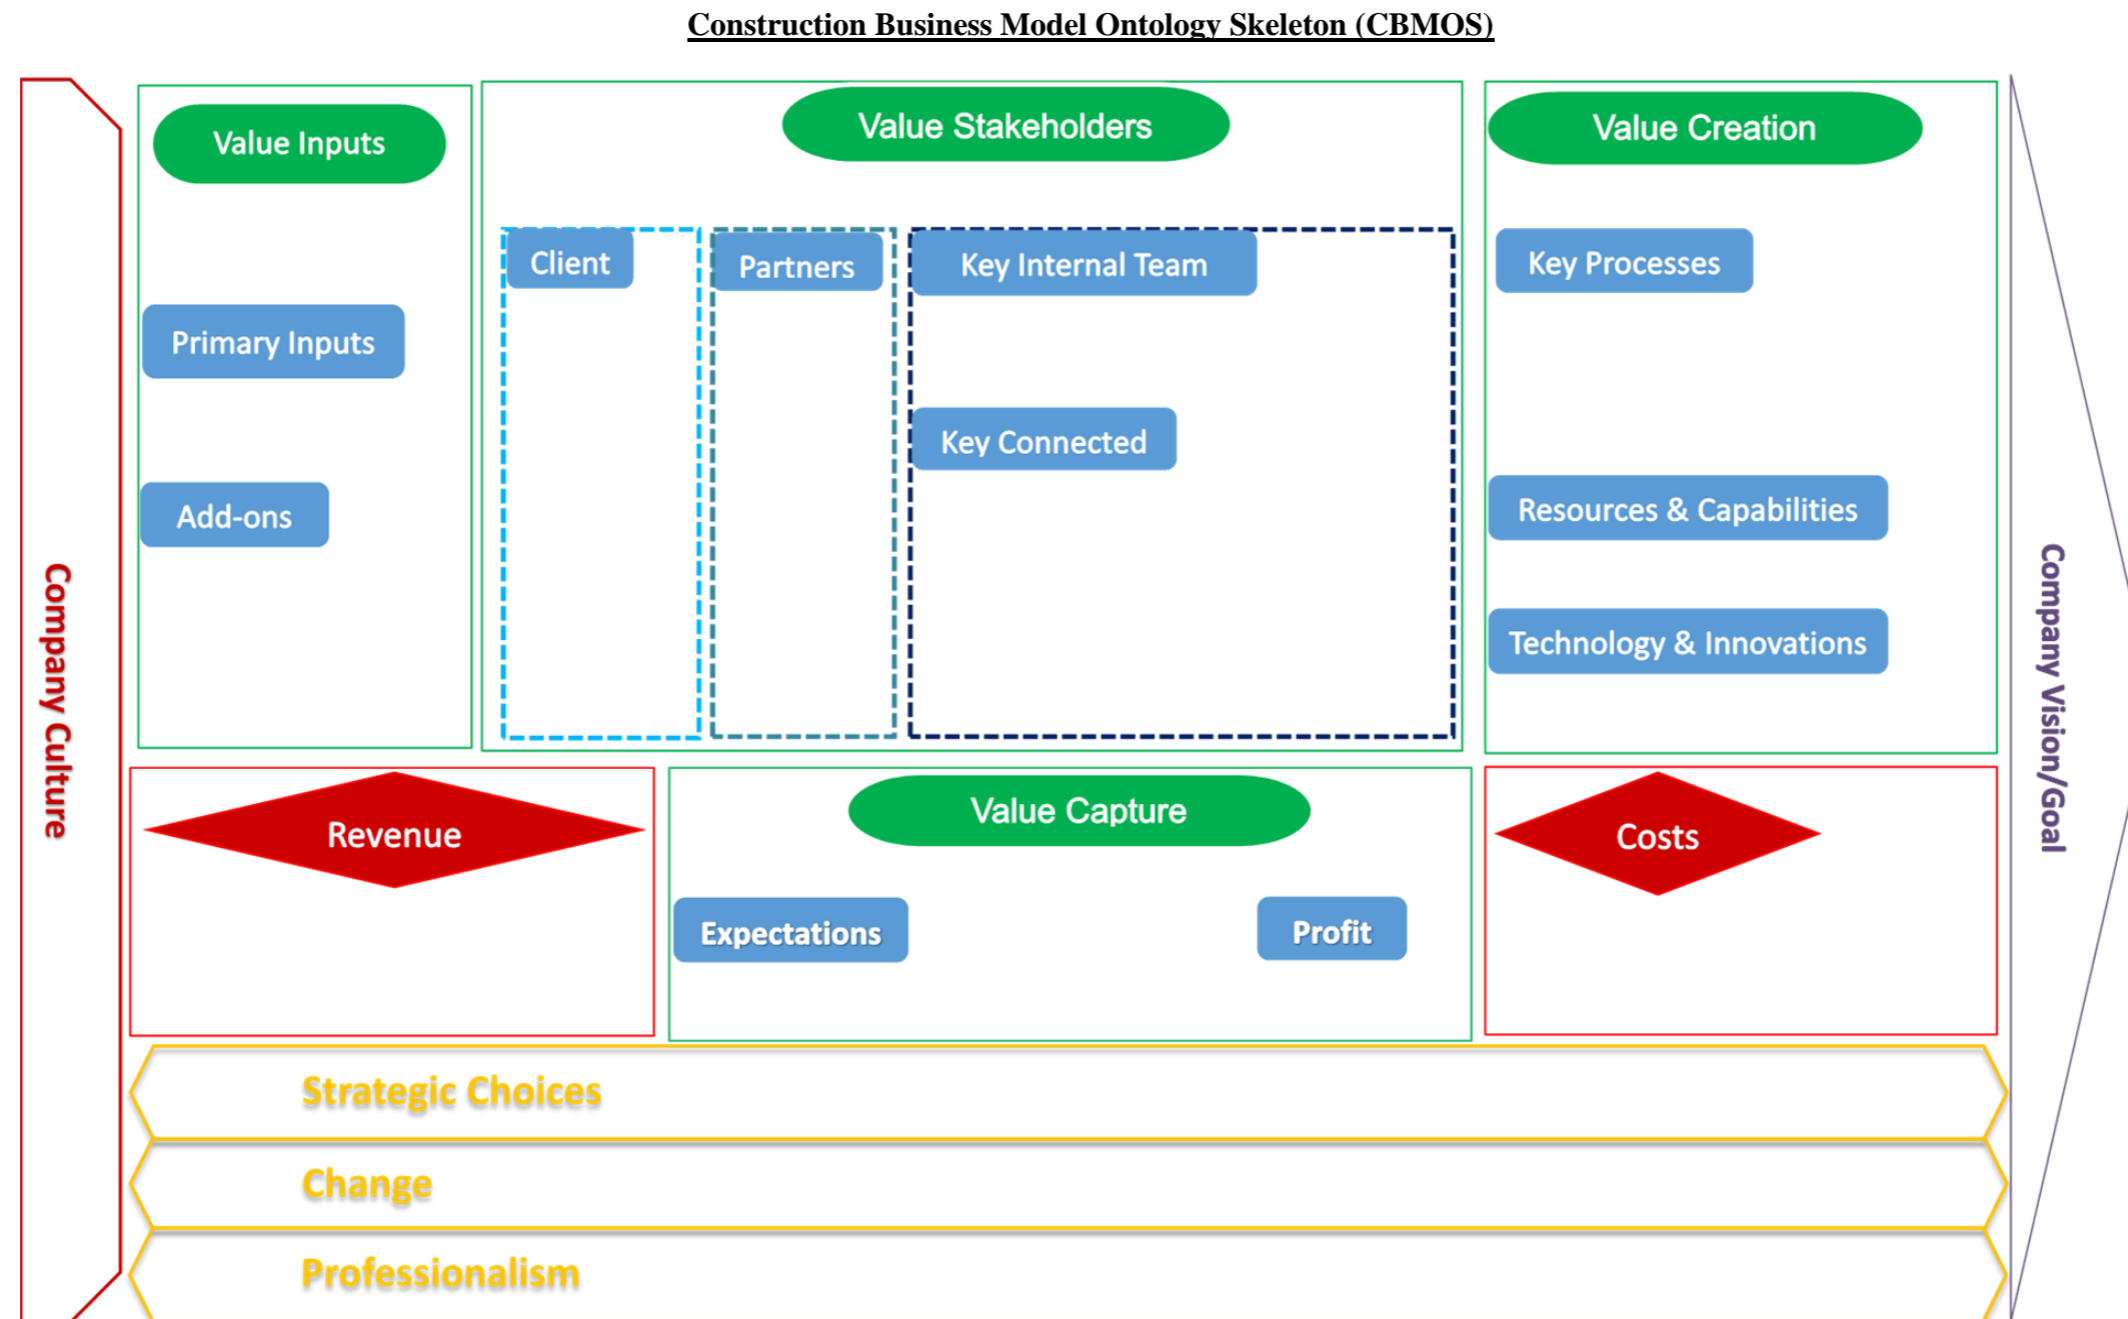 Construction Business Model Ontology Skeleton (CBMOS)
Company Culture
Value Inputs
Primary Inputs
Add-ons
Value Stakeholders
Client
Partners
Key Internal Team
Key Connected
Value Creation
Key Processes
Resources & Capabilities
Technology & Innovations
Revenue
Value Capture
Expectations
Profit
Costs
Strategic Choices
Change
Professionalism
Company Vision/Goal